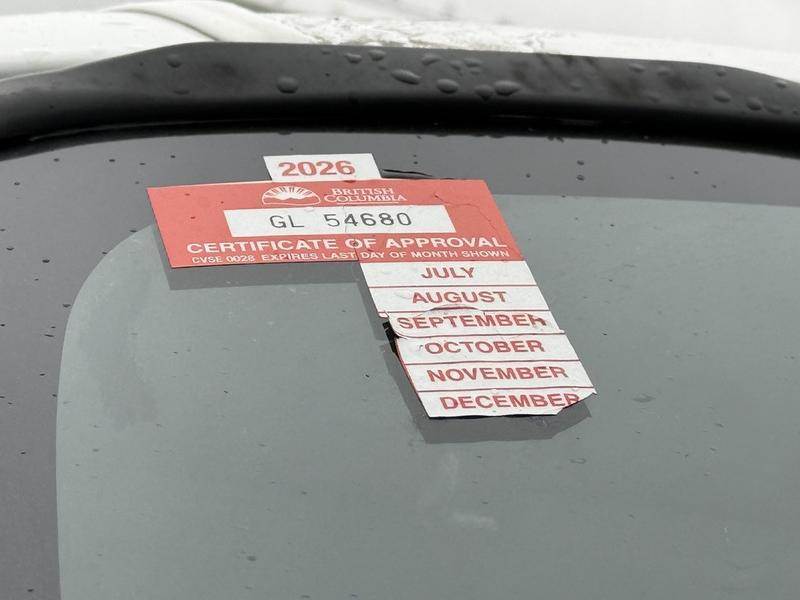 2026
BRITISH
COLUMBIA
GL 54680
CERTIFICATE OF APPROVAL
CVSE 0028 EXPIRES LAST DAY OF MONTH SHOWN
JULY
AUGUST
SEPTEMBER
OCTOBER
NOVEMBER
DECEMBER